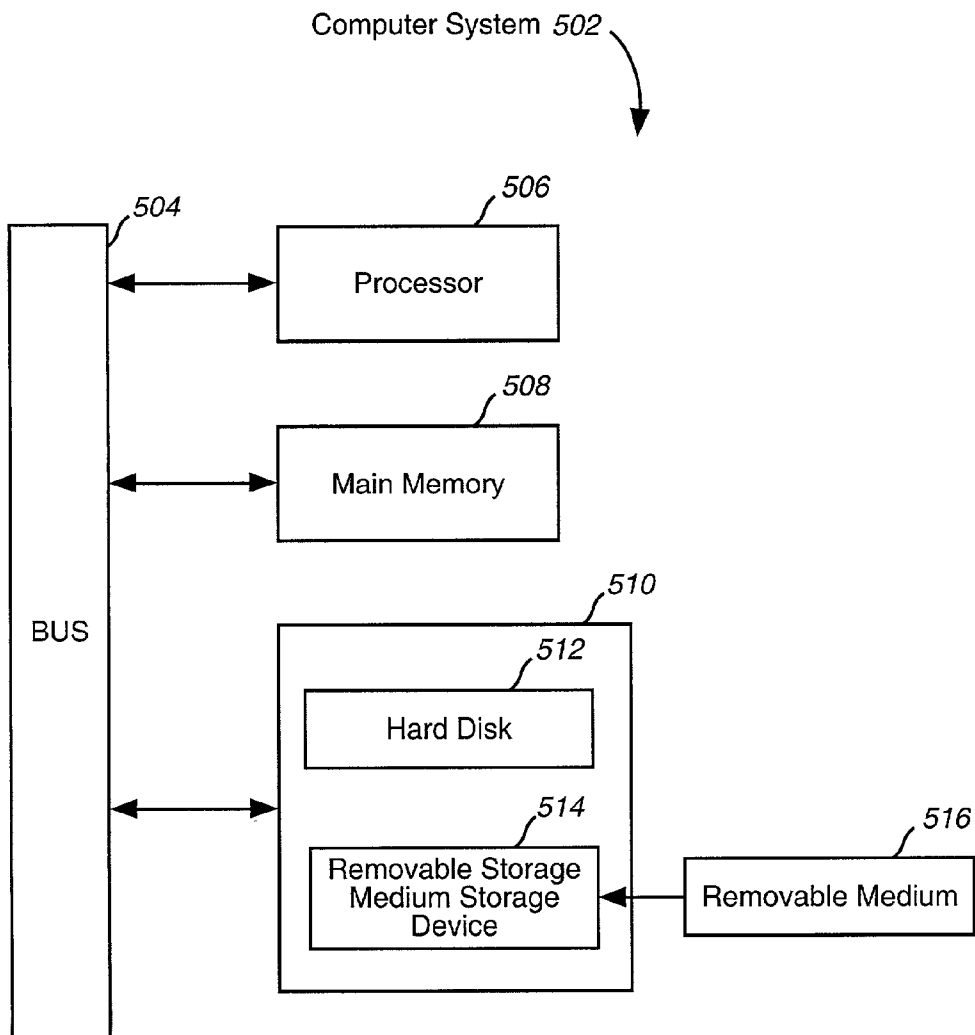 Computer System 502
504
506
Processor
508
Main Memory
BUS
510
512
Hard Disk
514
Removable Storage
Medium Storage
Device
516
Removable Medium